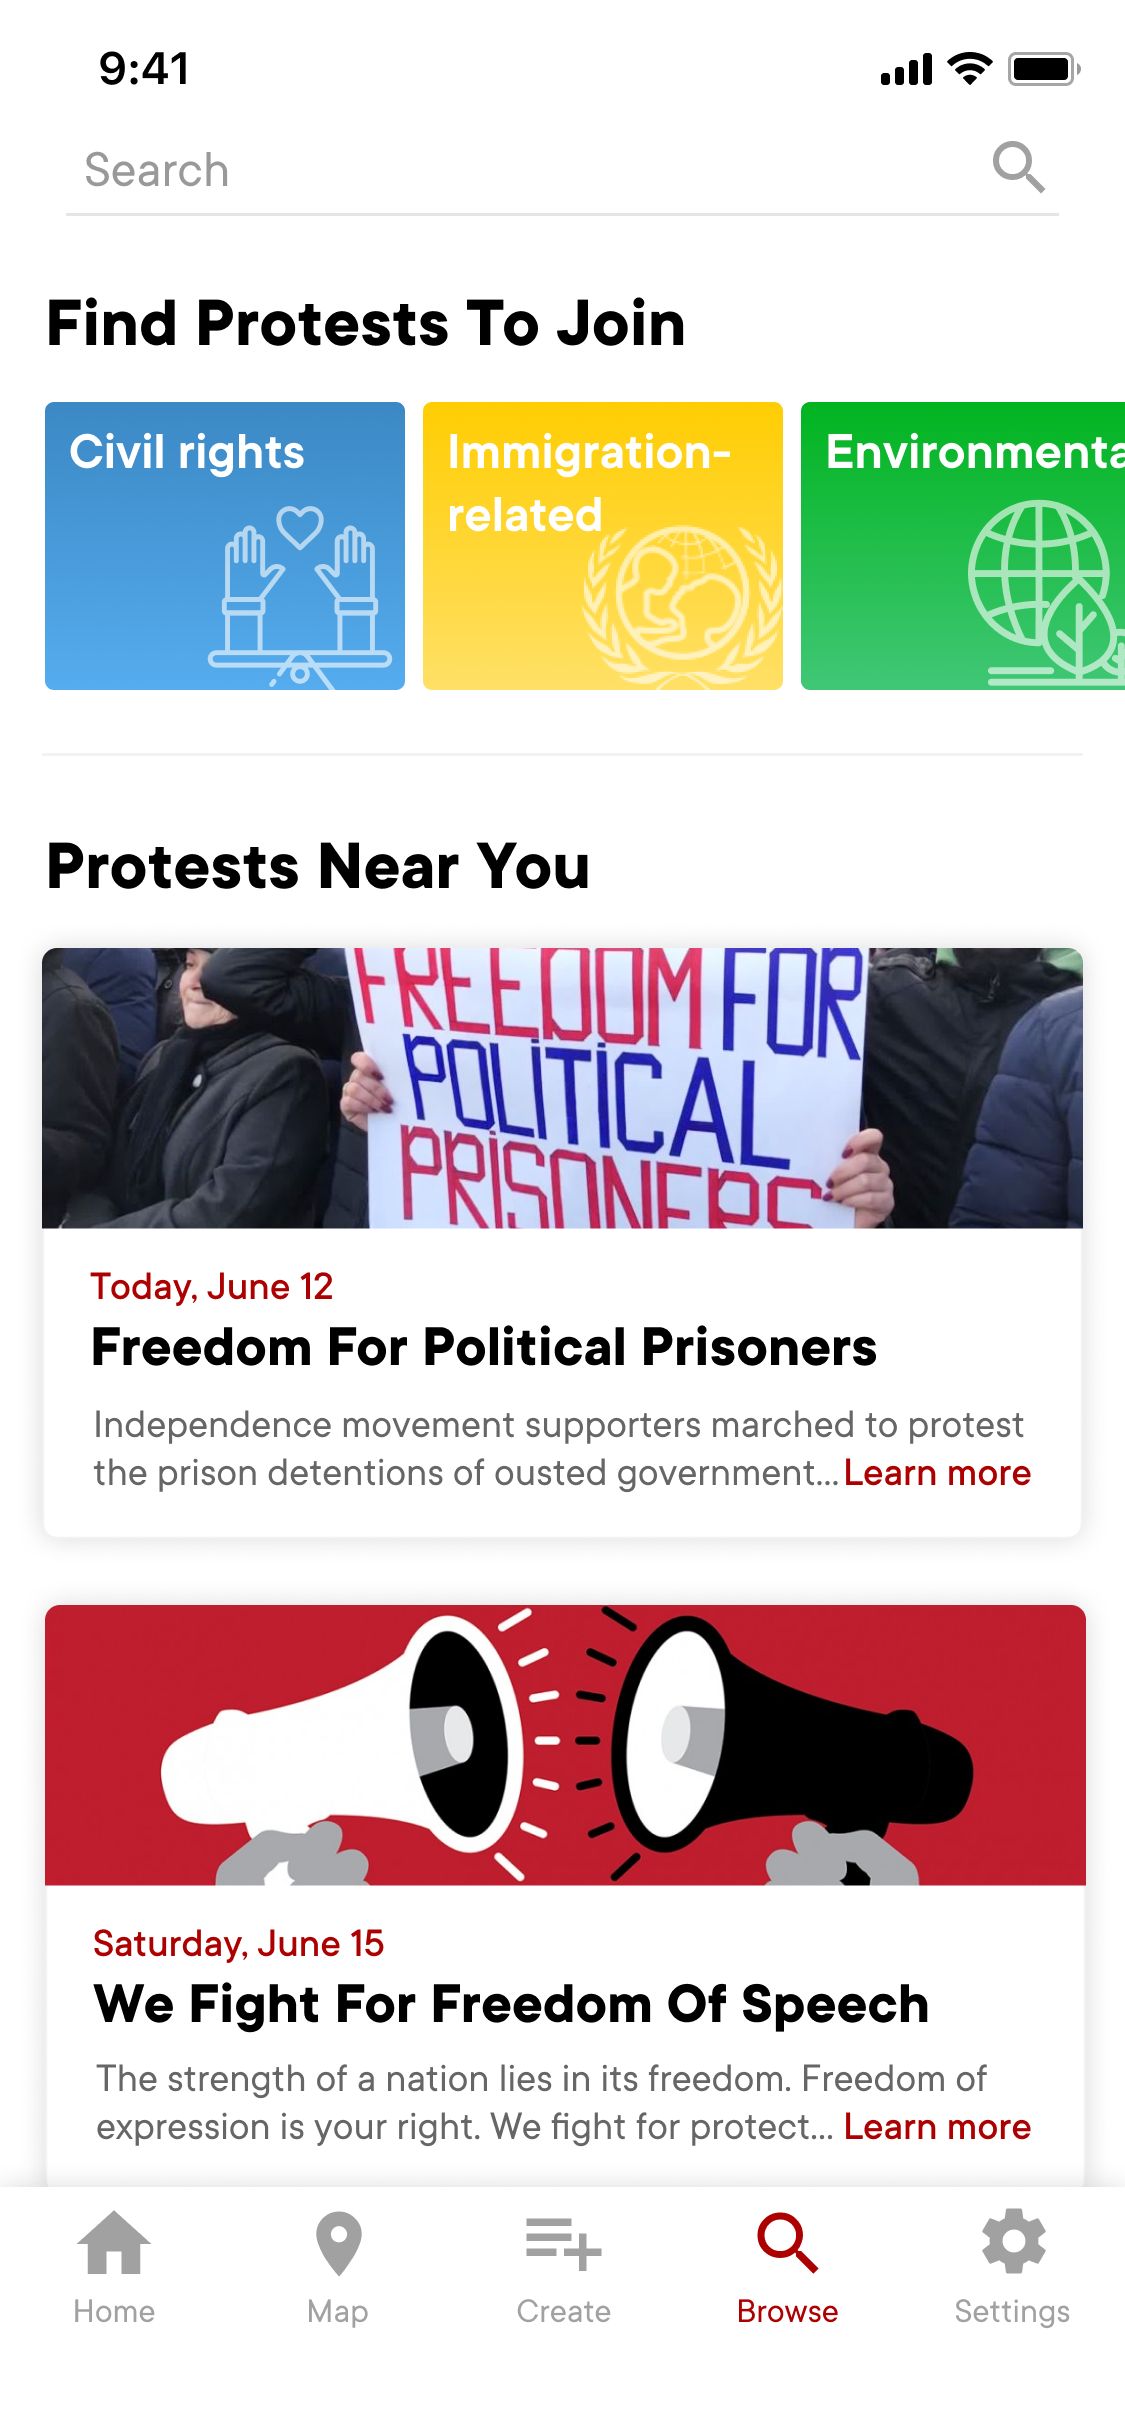 9:41
Search
Find Protests To Join
Civil rights
Immigration-
related
Environmenta
Protests Near You
FREEDOM FOR
POLITICAL
PRISONERS
Today, June 12
Freedom For Political Prisoners
Independence movement supporters marched to protest
the prison detentions of ousted government... Learn more
Saturday, June 15
We Fight For Freedom Of Speech
The strength of a nation lies in its freedom. Freedom of
expression is your right. We fight for protect... Learn more
Home
Map
Create
Browse
Settings